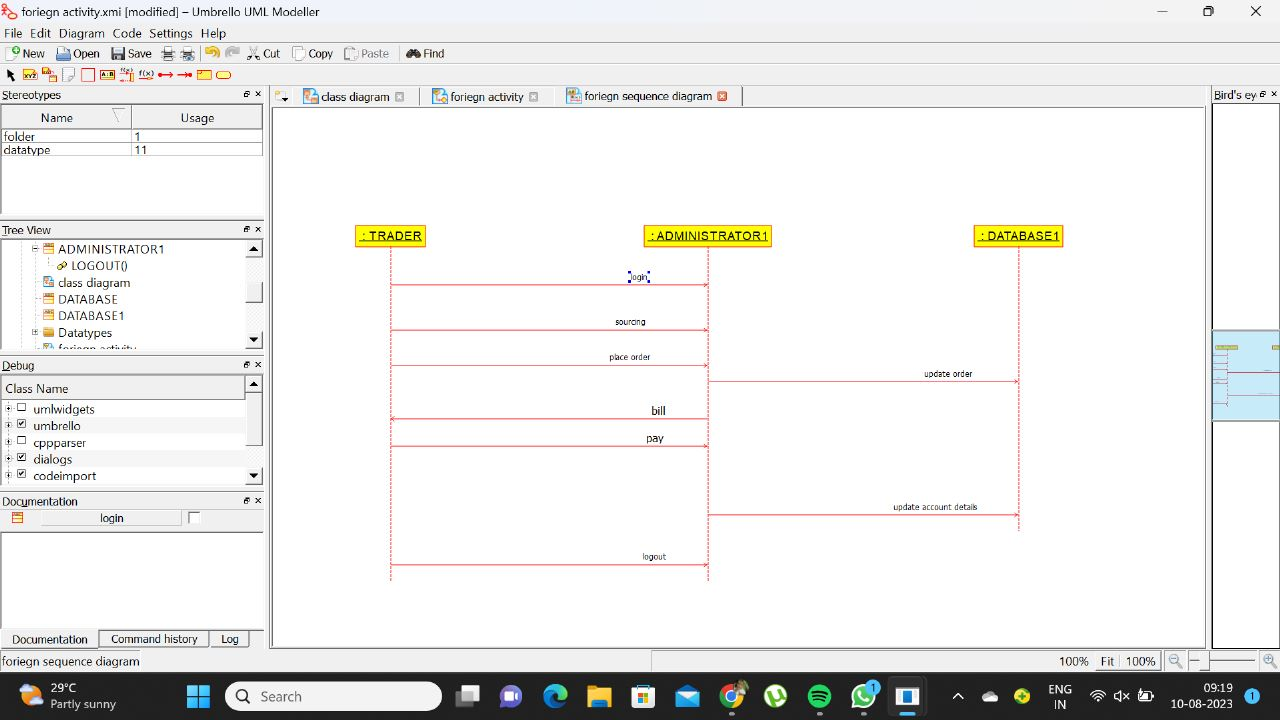 foriegn activity.xmi [modified] – Umbrello UML Modeller
File Edit Diagram Code Settings Help
New Open Save Cut Copy Paste Find
Stereotypes
Name Usage
folder 1
datatype 11
Tree View
ADMINISTRATOR1
LOGOUT()
class diagram
DATABASE
DATABASE1
Datatypes
foriegn activity
Debug
Class Name
umlwidgets
umbrello
cppparser
dialogs
codeimport
Documentation
login
Documentation Command history Log
foriegn sequence diagram
class diagram foriegn activity foriegn sequence diagram
: TRADER : ADMINISTRATOR1 : DATABASE1
login
sourcing
place order
update order
bill
pay
update account details
logout
Bird's ey
100% Fit 100%
29°C
Partly sunny
Search
1
ENG
IN
09:19
10-08-2023
1